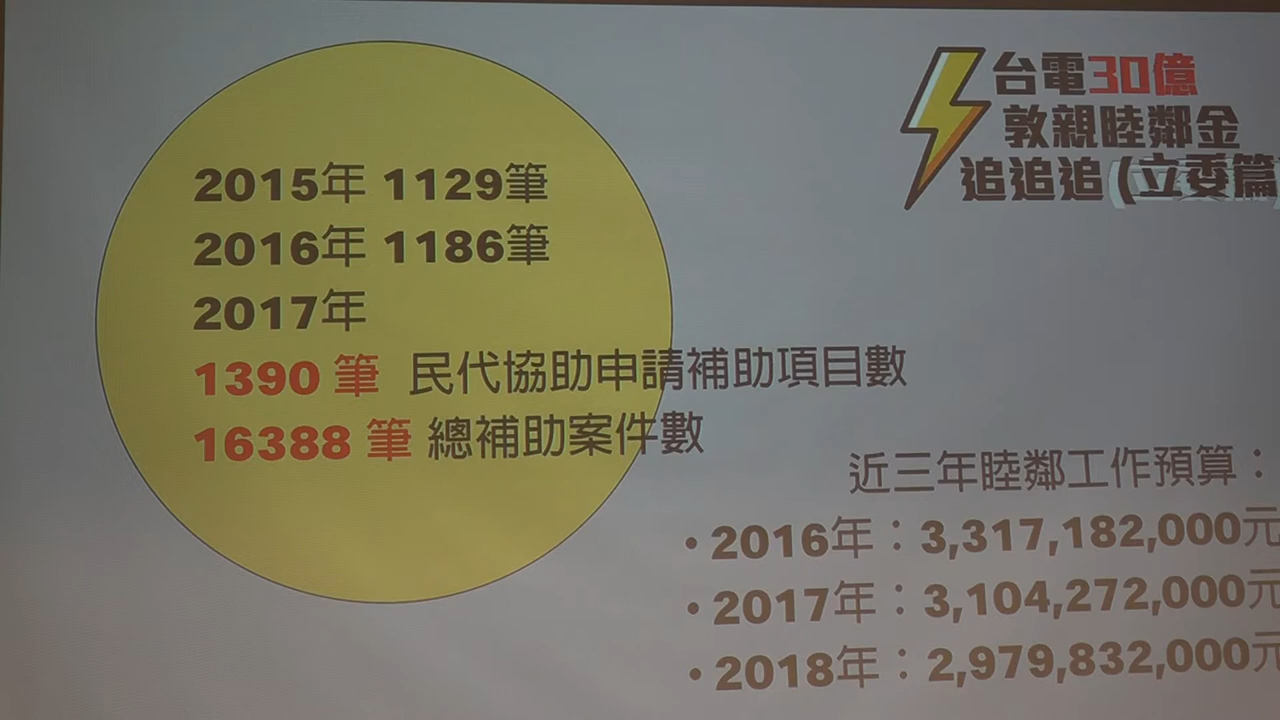 台電30億
敦親睦鄰金
追追追(立委篇
2015年 1129筆
2016年 1186筆
2017年
1390 筆 民代協助申請補助項目數
16388 筆 總補助案件數
近三年睦鄰工作預算：
•2016年：3,317,182,000元
•2017年：3,104,272,000元
•2018年：2,979,832,000元